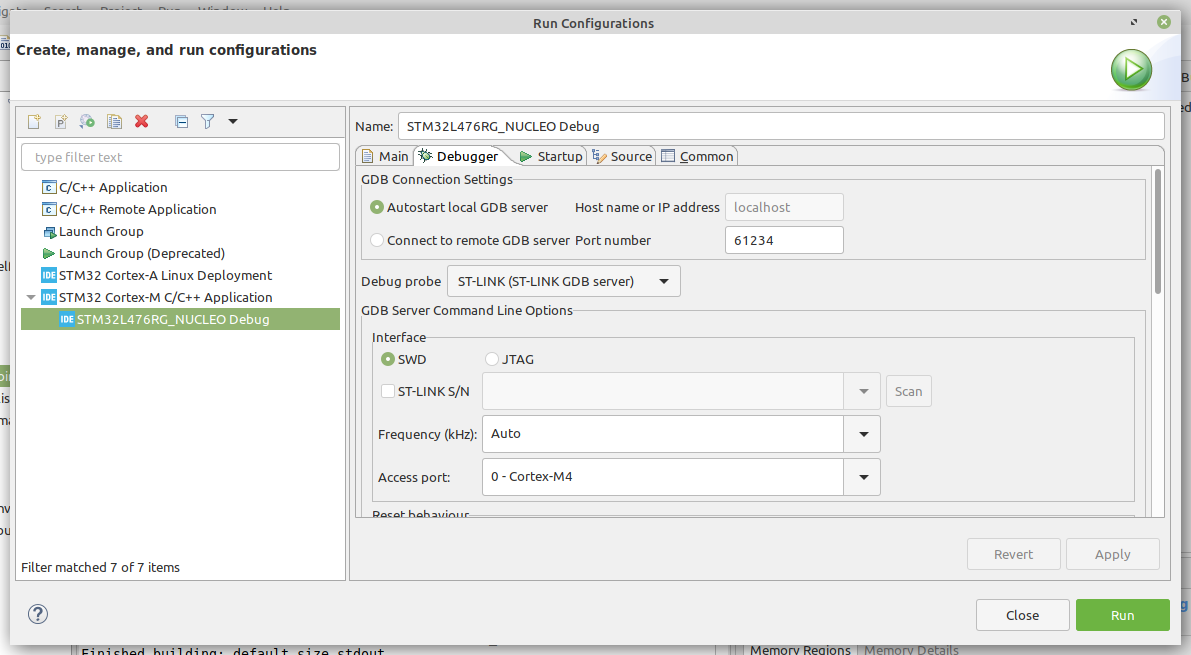 Run Configurations
Create, manage, and run configurations
type filter text
C/C++ Application
C/C++ Remote Application
Launch Group
Launch Group (Deprecated)
IDE STM32 Cortex-A Linux Deployment
IDE STM32 Cortex-M C/C++ Application
IDE STM32L476RG_NUCLEO Debug
Filter matched 7 of 7 items
Name: STM32L476RG_NUCLEO Debug
Main Debugger Startup Source Common
GDB Connection Settings
Autostart local GDB server Host name or IP address localhost
Connect to remote GDB server Port number 61234
Debug probe ST-LINK (ST-LINK GDB server)
GDB Server Command Line Options
Interface
SWD JTAG
ST-LINK S/N Scan
Frequency (kHz): Auto
Access port: 0 - Cortex-M4
Reset behaviour
Revert Apply
Close Run
Finished building: default.size.stdout
Memory Regions Memory Details